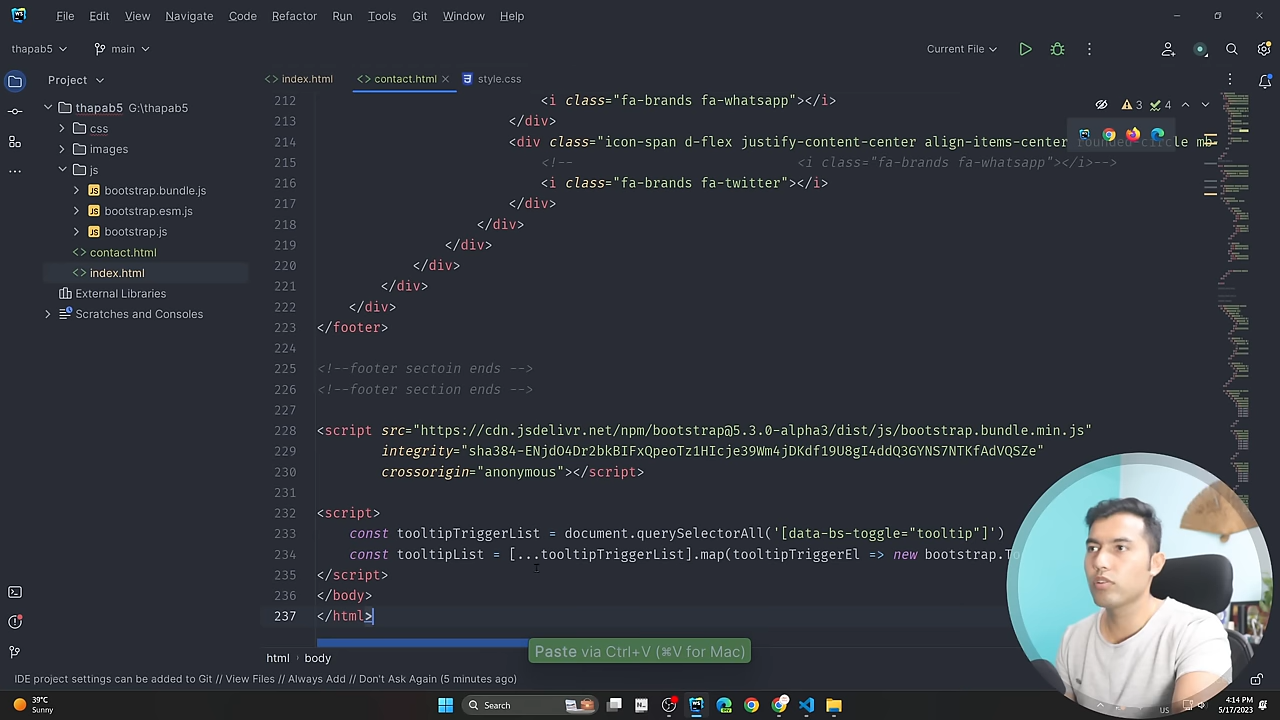 File Edit View Navigate Code Refactor Run Tools Git Window Help
thapab5 main Current File
Project
index.html contact.html style.css
thapab5 G:\thapab5
css
images
js
bootstrap.bundle.js
bootstrap.esm.js
bootstrap.js
contact.html
index.html
External Libraries
Scratches and Consoles
3 4
212 <i class="fa-brands fa-whatsapp"></i>
213 </div>
214 <div class="icon-span d-flex justify-content-center align-items-center rounded-circle mb-
215 <!-- <i class="fa-brands fa-whatsapp"></i>-->
216 <i class="fa-brands fa-twitter"></i>
217 </div>
218 </div>
219 </div>
220 </div>
221 </div>
222 </div>
223 </footer>
224
225 <!--footer sectoin ends -->
226 <!--footer section ends -->
227
228 <script src="https://cdn.jsdelivr.net/npm/bootstrap@5.3.0-alpha3/dist/js/bootstrap.bundle.min.js"
229 integrity="sha384-ENjdO4Dr2bkBIFxQpeoTz1HIcje39Wm4jDKdf19U8gI4ddQ3GYNS7NTKfAdVQSZe"
230 crossorigin="anonymous"></script>
231
232 <script>
233 const tooltipTriggerList = document.querySelectorAll('[data-bs-toggle="tooltip"]')
234 const tooltipList = [...tooltipTriggerList].map(tooltipTriggerEl => new bootstrap.To
235 </script>
236 </body>
237 </html>
Paste via Ctrl+V (⌘V for Mac)
html body
IDE project settings can be added to Git // View Files // Always Add // Don't Ask Again (5 minutes ago)
39°C
Sunny
Search
US
4:14 PM
5/17/2023